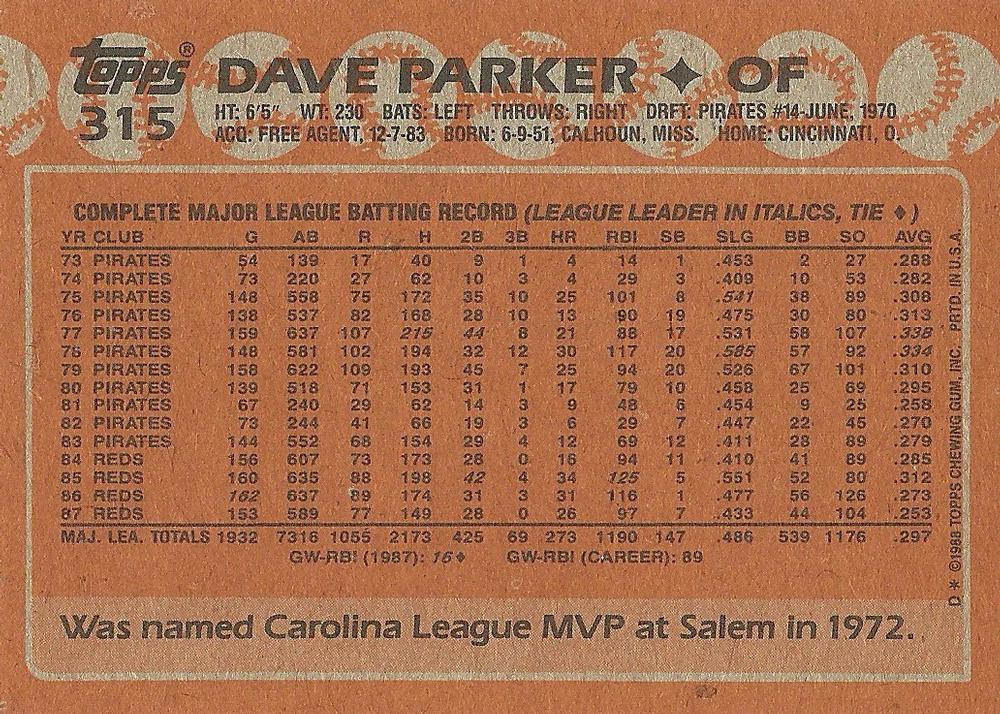 topps® DAVE PARKER ✦ OF
315 HT: 6'5" WT: 230 BATS: LEFT THROWS: RIGHT DRFT: PIRATES #14-JUNE, 1970
ACQ: FREE AGENT, 12-7-83 BORN: 6-9-51, CALHOUN, MISS. HOME: CINCINNATI, O.
COMPLETE MAJOR LEAGUE BATTING RECORD (LEAGUE LEADER IN ITALICS, TIE ♦)
YR CLUB G AB R H 2B 3B HR RBI SB SLG BB SO AVG
73 PIRATES 54 139 17 40 9 1 4 14 1 .453 2 27 .288
74 PIRATES 73 220 27 62 10 3 4 29 3 .409 10 53 .282
75 PIRATES 148 558 75 172 35 10 25 101 8 .541 38 89 .308
76 PIRATES 138 537 82 168 28 10 13 90 19 .475 30 80 .313
77 PIRATES 159 637 107 215 44 8 21 88 17 .531 58 107 .338
78 PIRATES 148 581 102 194 32 12 30 117 20 .585 57 92 .334
79 PIRATES 158 622 109 193 45 7 25 94 20 .526 67 101 .310
80 PIRATES 139 518 71 153 31 1 17 79 10 .458 25 69 .295
81 PIRATES 67 240 29 62 14 3 9 48 6 .454 9 25 .258
82 PIRATES 73 244 41 66 19 3 6 29 7 .447 22 45 .270
83 PIRATES 144 552 68 154 29 4 12 69 12 .411 28 89 .279
84 REDS 156 607 73 173 28 0 16 94 11 .410 41 89 .285
85 REDS 160 635 88 198 42 4 34 125 5 .551 52 80 .312
86 REDS 162 637 89 174 31 3 31 116 1 .477 56 126 .273
87 REDS 153 589 77 149 28 0 26 97 7 .433 44 104 .253
MAJ. LEA. TOTALS 1932 7316 1055 2173 425 69 273 1190 147 .486 539 1176 .297
GW-RBI (1987): 16♦ GW-RBI (CAREER): 89
Was named Carolina League MVP at Salem in 1972.
D * ©1988 TOPPS CHEWING GUM, INC. PRTD. IN U.S.A.